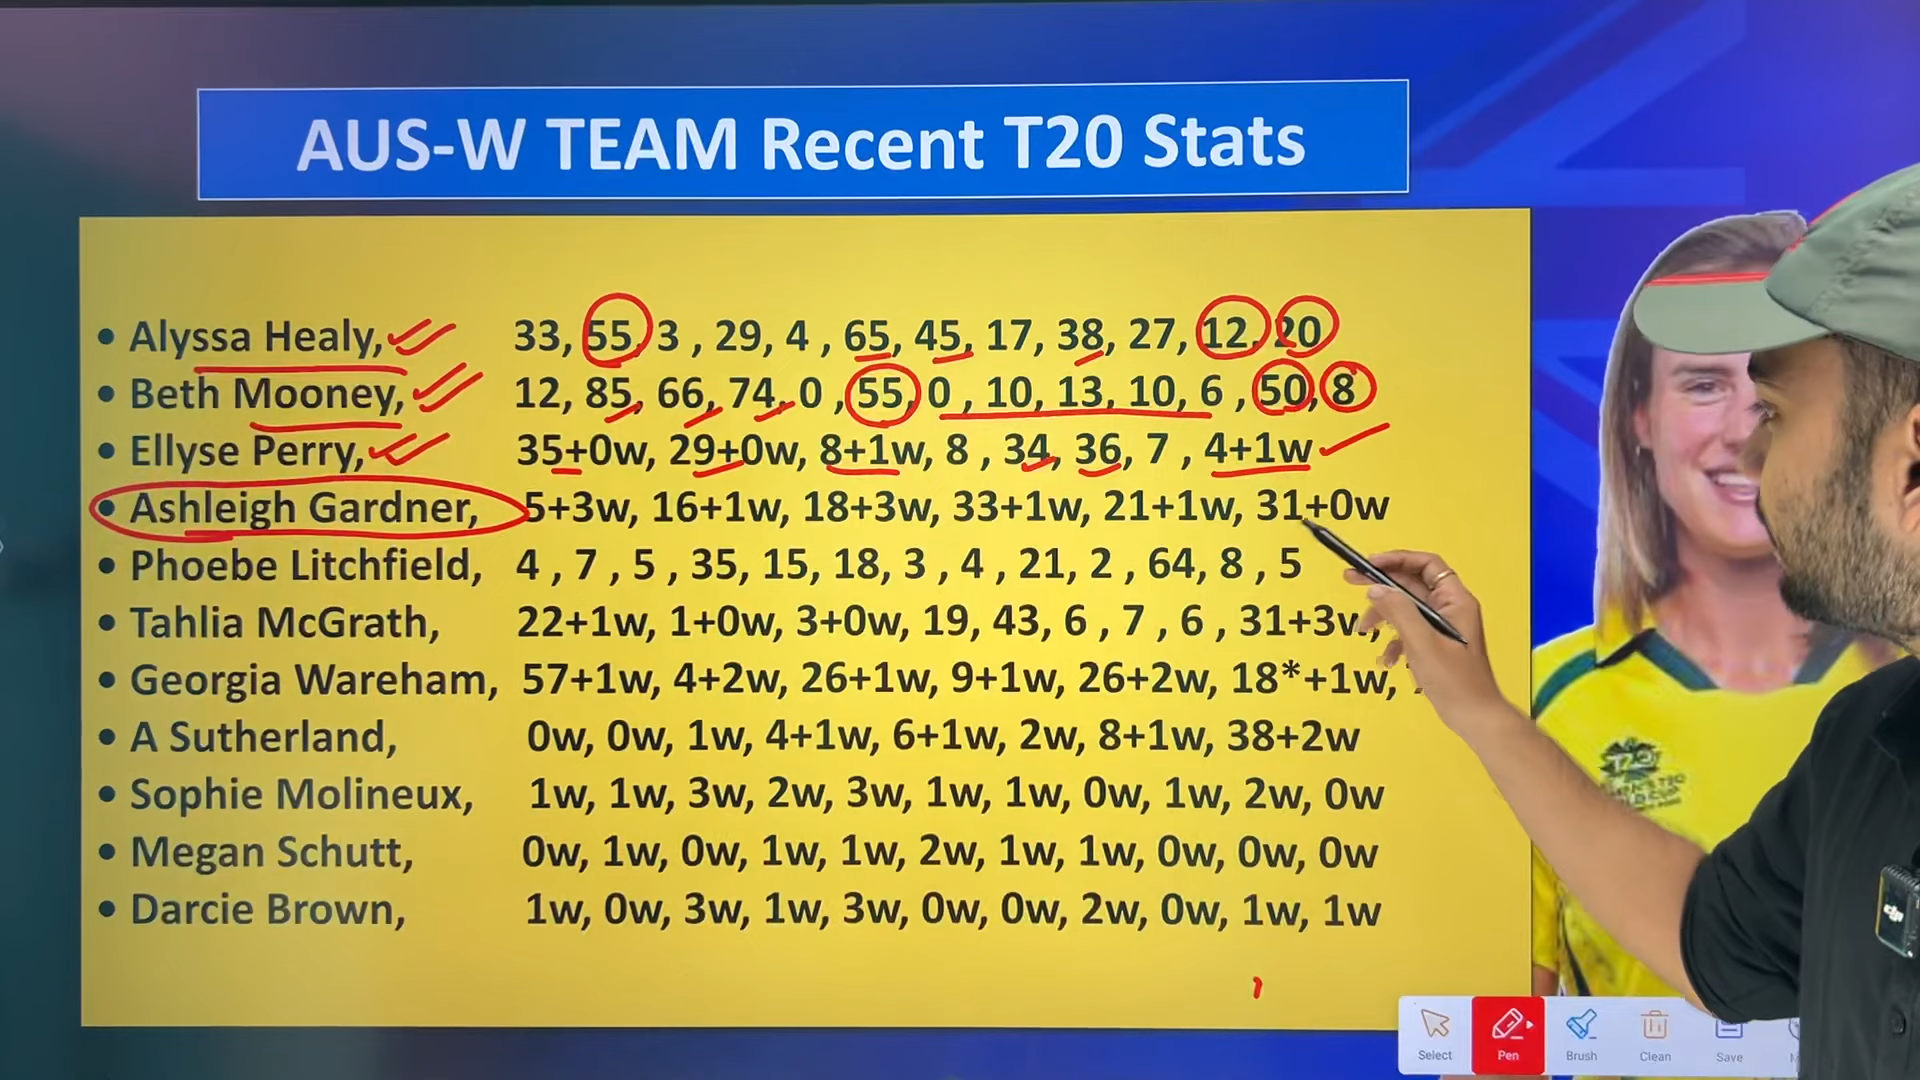 AUS-W TEAM Recent T20 Stats
• Alyssa Healy, 33, 55, 3 , 29, 4 , 65, 45, 17, 38, 27, 12, 20
• Beth Mooney, 12, 85, 66, 74, 0 , 55, 0 , 10, 13, 10, 6 , 50, 8
• Ellyse Perry, 35+0w, 29+0w, 8+1w, 8 , 34, 36, 7 , 4+1w
• Ashleigh Gardner, 5+3w, 16+1w, 18+3w, 33+1w, 21+1w, 31+0w
• Phoebe Litchfield, 4 , 7 , 5 , 35, 15, 18, 3 , 4 , 21, 2 , 64, 8 , 5
• Tahlia McGrath, 22+1w, 1+0w, 3+0w, 19, 43, 6 , 7 , 6 , 31+3w,
• Georgia Wareham, 57+1w, 4+2w, 26+1w, 9+1w, 26+2w, 18*+1w,
• A Sutherland, 0w, 0w, 1w, 4+1w, 6+1w, 2w, 8+1w, 38+2w
• Sophie Molineux, 1w, 1w, 3w, 2w, 3w, 1w, 1w, 0w, 1w, 2w, 0w
• Megan Schutt, 0w, 1w, 0w, 1w, 1w, 2w, 1w, 1w, 0w, 0w, 0w
• Darcie Brown, 1w, 0w, 3w, 1w, 3w, 0w, 0w, 2w, 0w, 1w, 1w
T20
dji
Select Pen Brush Clean Save